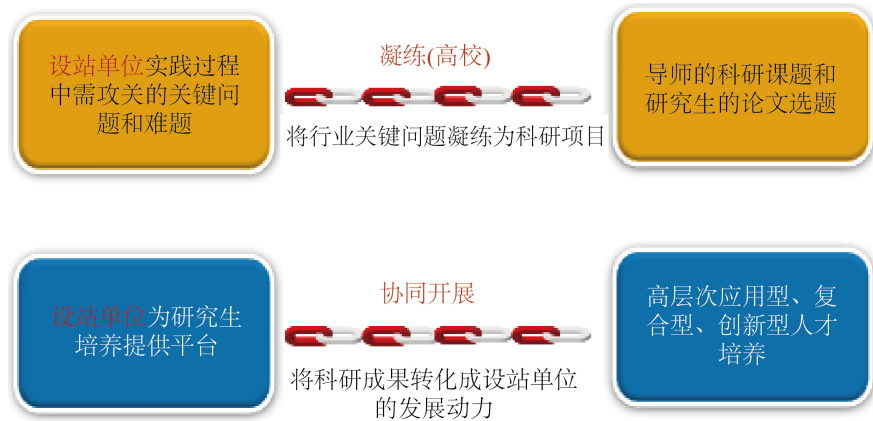 设站单位实践过程
中需攻关的关键问
题和难题
凝练(高校)
将行业关键问题凝练为科研项目
导师的科研课题和
研究生的论文选题
设站单位为研究生
培养提供平台
协同开展
将科研成果转化成设站单位
的发展动力
高层次应用型、复
合型、创新型人才
培养